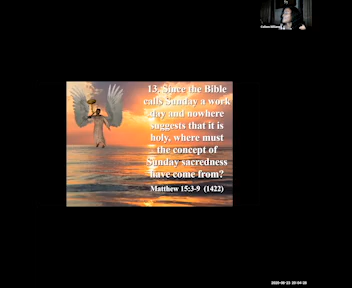 13. Since the Bible
calls Sunday a work
day and nowhere
suggests that it is
holy, where must
the concept of
Sunday sacredness
have come from?
Matthew 15:3-9 (1422)